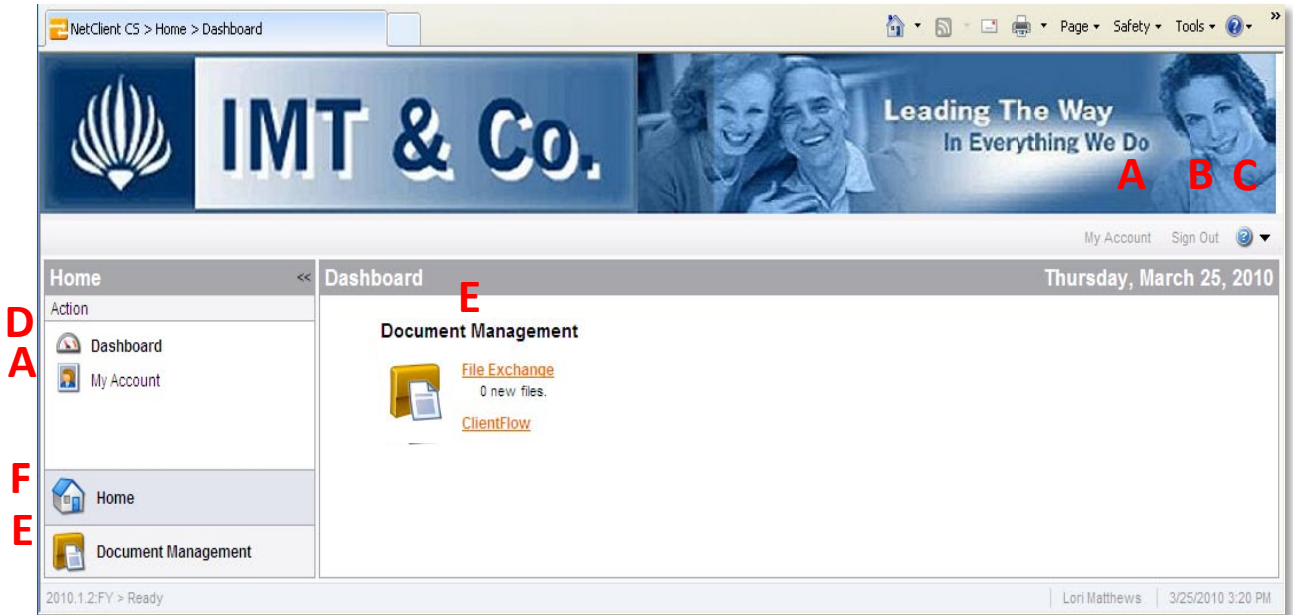 NetClient CS > Home > Dashboard
Page Safety Tools »
IMT & Co.
Leading The Way
In Everything We Do
A B C
My Account Sign Out
Home << Dashboard Thursday, March 25, 2010
E
Action
D
Dashboard
Document Management
A
My Account
File Exchange
0 new files.
ClientFlow
F
Home
E
Document Management
2010.1.2:FY > Ready Lori Matthews 3/25/2010 3:20 PM